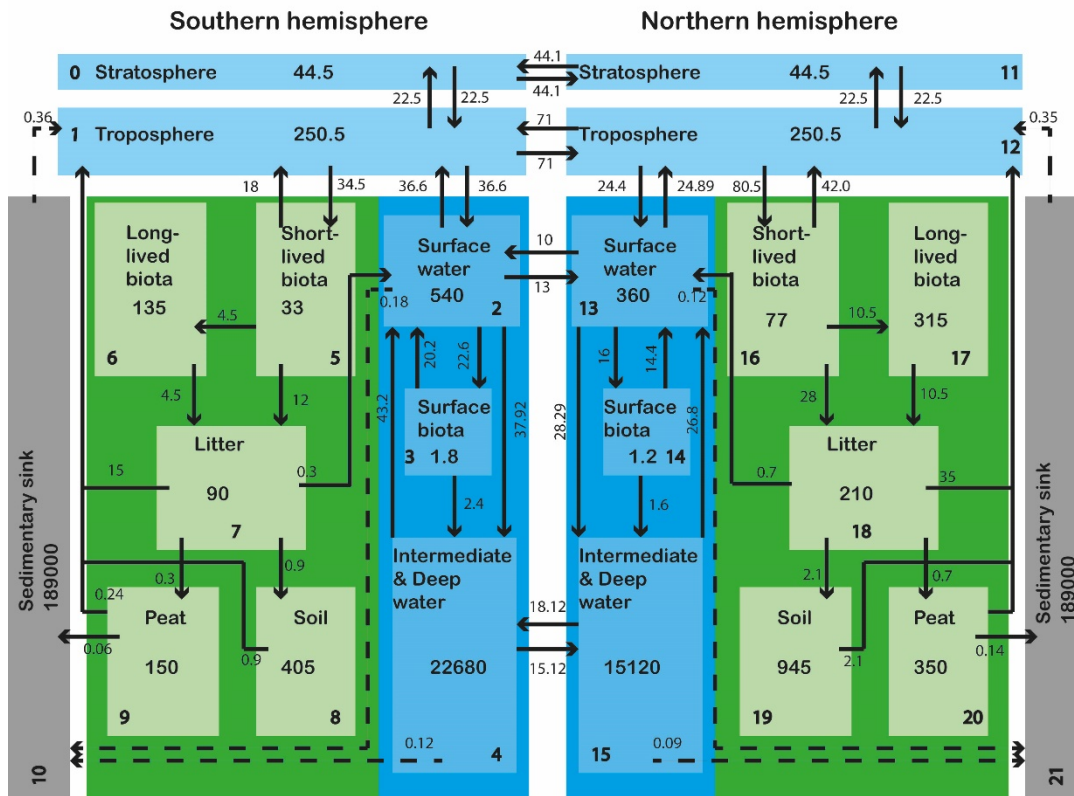 Southern hemisphere
Northern hemisphere
0 Stratosphere 44.5
44.1
44.1
Stratosphere 44.5 11
22.5 22.5
22.5 22.5
0.36
1 Troposphere 250.5
71
71
Troposphere 250.5 12
0.35
18 34.5 36.6 36.6
24.4 24.89 80.5 42.0
Long-
lived
biota
135
6
Short-
lived
biota
33
5
4.5
4.5
12
Surface
water
540
2
0.18
10
13
Surface
water
360
13
0.12
Short-
lived
biota
77
16
Long-
lived
biota
315
17
10.5
28
10.5
20.2
22.6
43.2
37.92
Surface
biota
3 1.8
2.4
16
14.4
28.29
26.8
Surface
biota
1.2 14
1.6
Litter
90
7
15
0.3
0.3
0.9
Litter
210
18
0.7
35
2.1
0.7
Sedimentary sink
189000
10
0.24
0.06
Peat
150
9
0.9
Soil
405
8
Intermediate
& Deep
water
22680
4
0.12
18.12
15.12
Intermediate
& Deep
water
15120
15
0.09
Soil
945
19
2.1
Peat
350
20
0.14
Sedimentary sink
189000
21